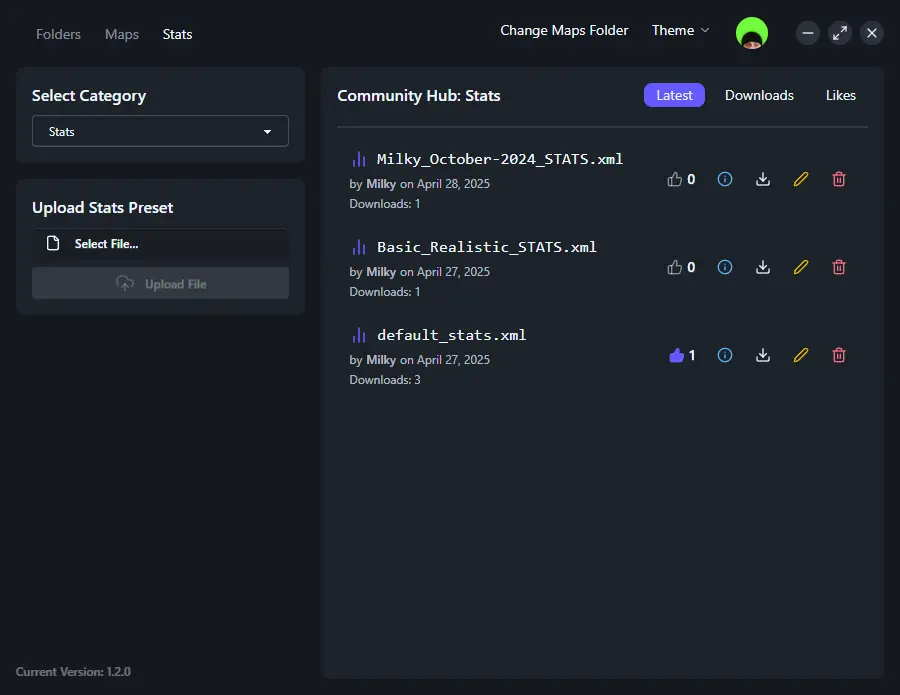 Folders Maps Stats Change Maps Folder Theme
Select Category
Stats
Upload Stats Preset
Select File...
Upload File
Community Hub: Stats Latest Downloads Likes
Milky_October-2024_STATS.xml
by Milky on April 28, 2025
Downloads: 1
0
Basic_Realistic_STATS.xml
by Milky on April 27, 2025
Downloads: 1
0
default_stats.xml
by Milky on April 27, 2025
Downloads: 3
1
Current Version: 1.2.0